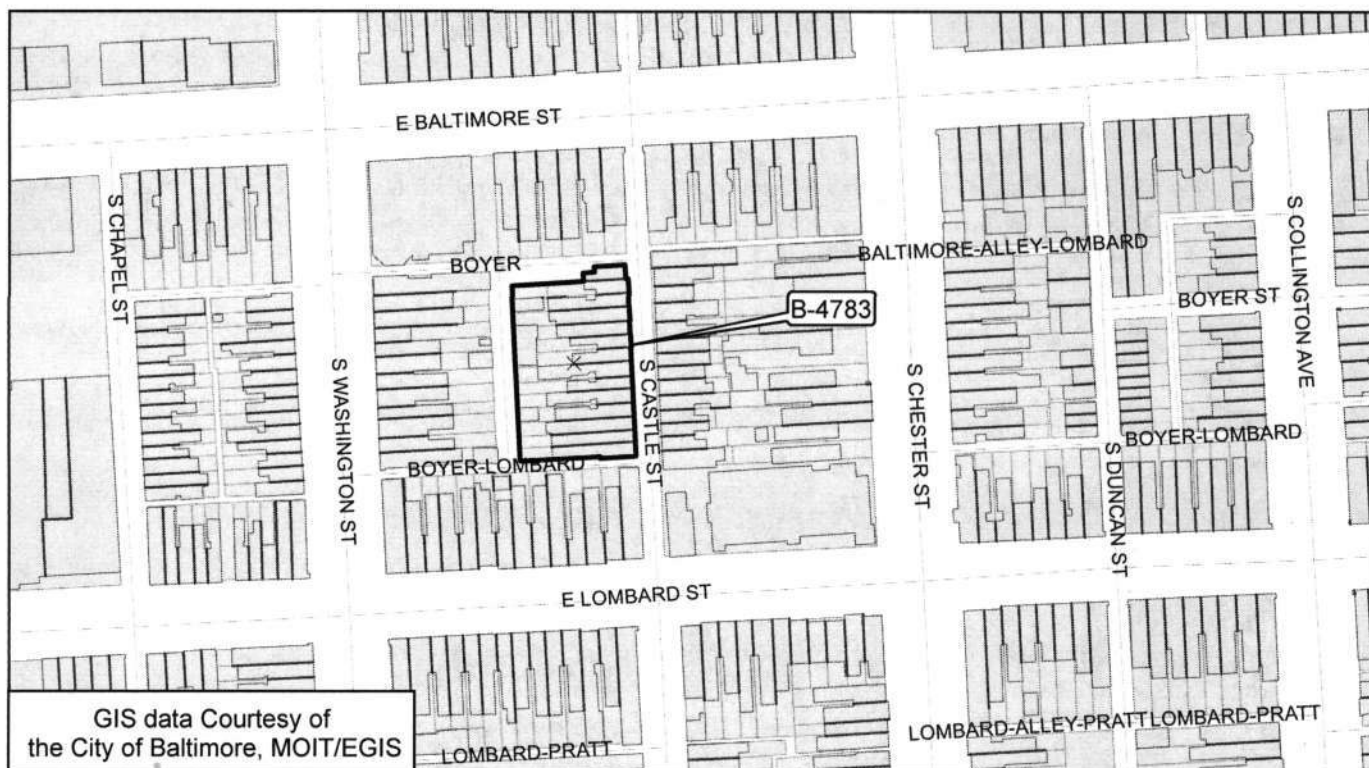 E BALTIMORE ST
S CHAPEL ST
S COLLINGTON AVE
BALTIMORE-ALLEY-LOMBARD
BOYER
BOYER ST
B-4783
S WASHINGTON ST
S CASTLE ST
S CHESTER ST
S DUNCAN ST
BOYER-LOMBARD
BOYER-LOMBARD
E LOMBARD ST
GIS data Courtesy of
the City of Baltimore, MOIT/EGIS
LOMBARD-PRATT
LOMBARD-ALLEY-PRATT
LOMBARD-PRATT